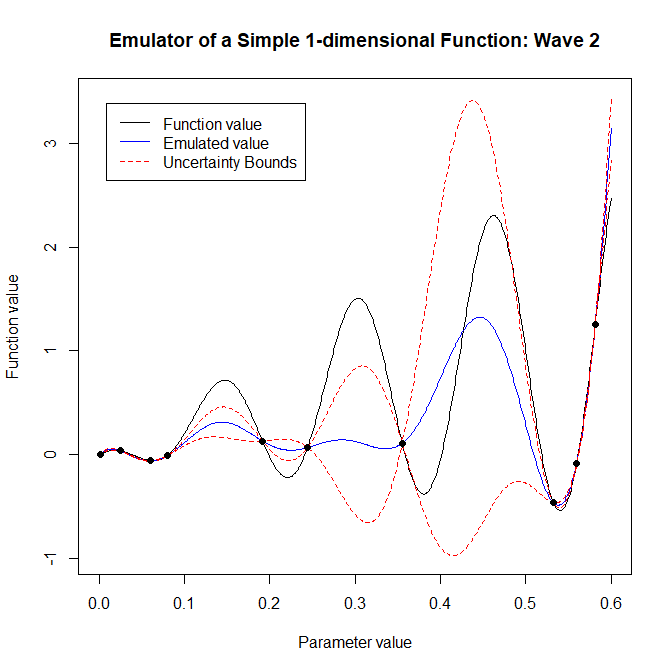 Emulator of a Simple 1-dimensional Function: Wave 2
Function value
Emulated value
Uncertainty Bounds
Function value
3
2
1
0
-1
0.0 0.1 0.2 0.3 0.4 0.5 0.6
Parameter value